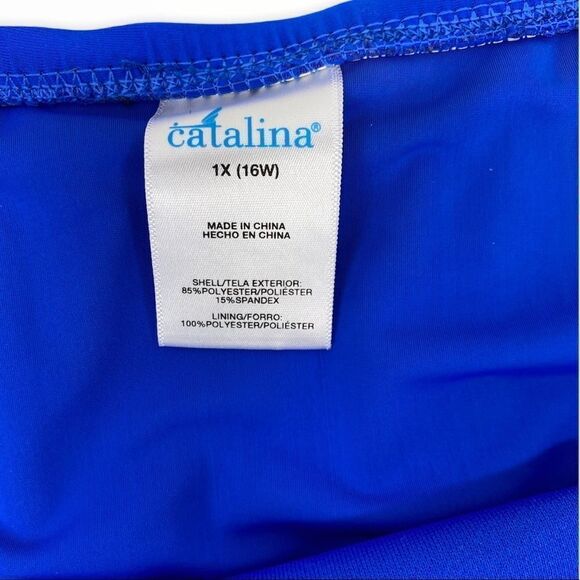 catalina®
1X (16W)
MADE IN CHINA
HECHO EN CHINA
SHELL/TELA EXTERIOR:
85%POLYESTER/POLIÉSTER
15%SPANDEX
LINING/FORRO:
100%POLYESTER/POLIÉSTER